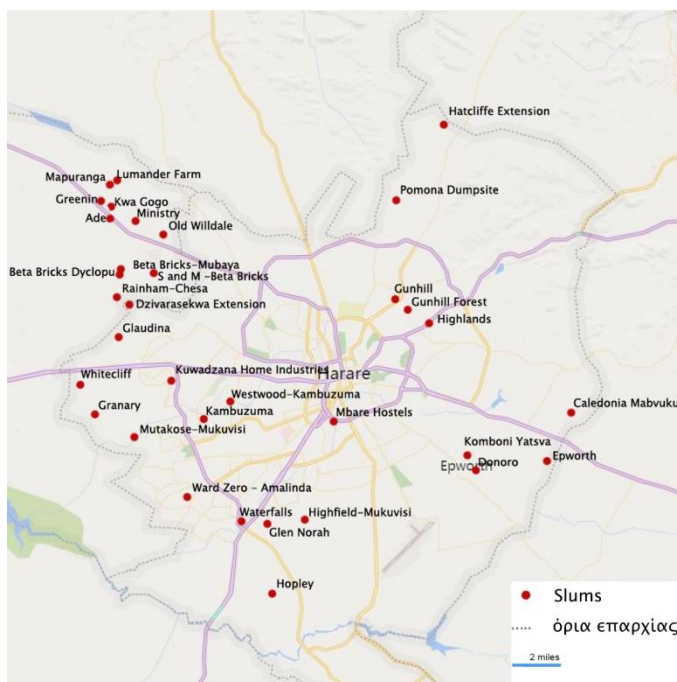 Hatcliffe Extension
Lumander Farm
Mapuranga
Pomona Dumpsite
Greenin
Kwa Gogo
Ade
Ministry
Old Willdale
Beta Bricks-Mubaya
Beta Bricks Dyclopu
S and M -Beta Bricks
Rainham-Chesa
Gunhill
Dzivarasekwa Extension
Gunhill Forest
Highlands
Glaudina
Kuwadzana Home Industries
Harare
Whitecliff
Westwood-Kambuzuma
Granary
Kambuzuma
Mbare Hostels
Caledonia Mabvuku
Mutakose-Mukuvisi
Komboni Yatsva
Epworth
Donoro
Epworth
Ward Zero - Amalinda
Waterfalls
Highfield-Mukuvisi
Glen Norah
Hopley
Slums
όρια επαρχίας
2 miles